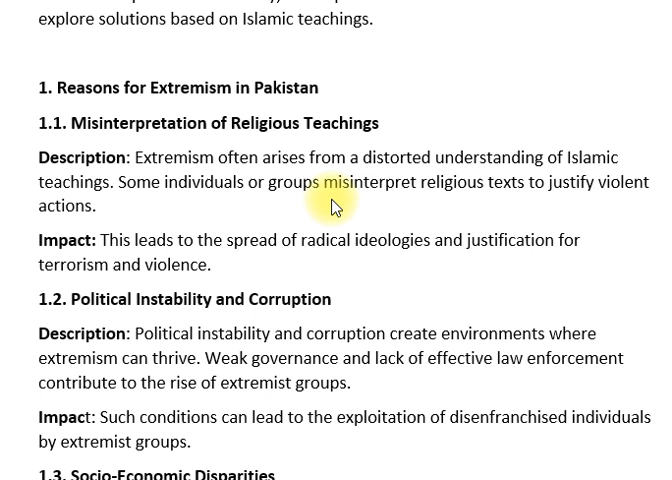 explore solutions based on Islamic teachings.
1. Reasons for Extremism in Pakistan
1.1. Misinterpretation of Religious Teachings
Description: Extremism often arises from a distorted understanding of Islamic
teachings. Some individuals or groups misinterpret religious texts to justify violent
actions.
Impact: This leads to the spread of radical ideologies and justification for
terrorism and violence.
1.2. Political Instability and Corruption
Description: Political instability and corruption create environments where
extremism can thrive. Weak governance and lack of effective law enforcement
contribute to the rise of extremist groups.
Impact: Such conditions can lead to the exploitation of disenfranchised individuals
by extremist groups.
1.3. Socio-Economic Disparities